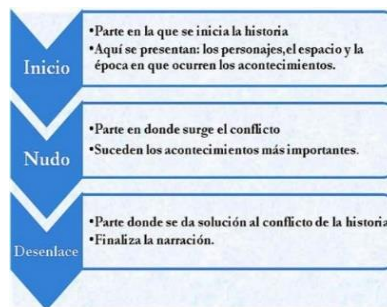 Inicio
•Parte en la que se inicia la historia
•Aquí se presentan: los personajes,el espacio y la
época en que ocurren los acontecimientos.
Nudo
•Parte en donde surge el conflicto
•Suceden los acontecimientos más importantes.
Desenlace
•Parte donde se da solución al conflicto de la historia
•Finaliza la narración.